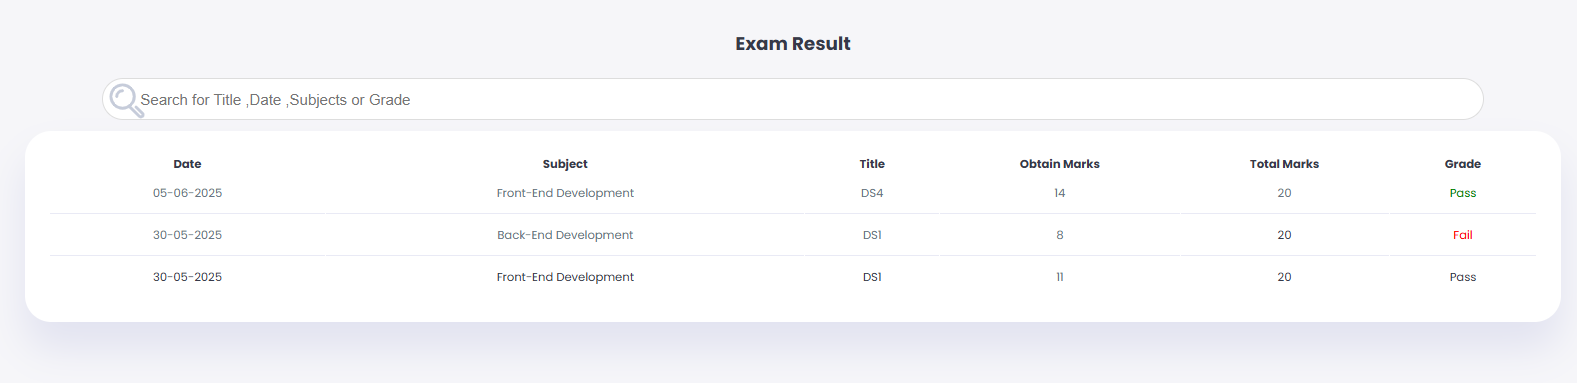 Exam Result
Search for Title ,Date ,Subjects or Grade
Date Subject Title Obtain Marks Total Marks Grade
05-06-2025 Front-End Development DS4 14 20 Pass
30-05-2025 Back-End Development DS1 8 20 Fail
30-05-2025 Front-End Development DS1 11 20 Pass